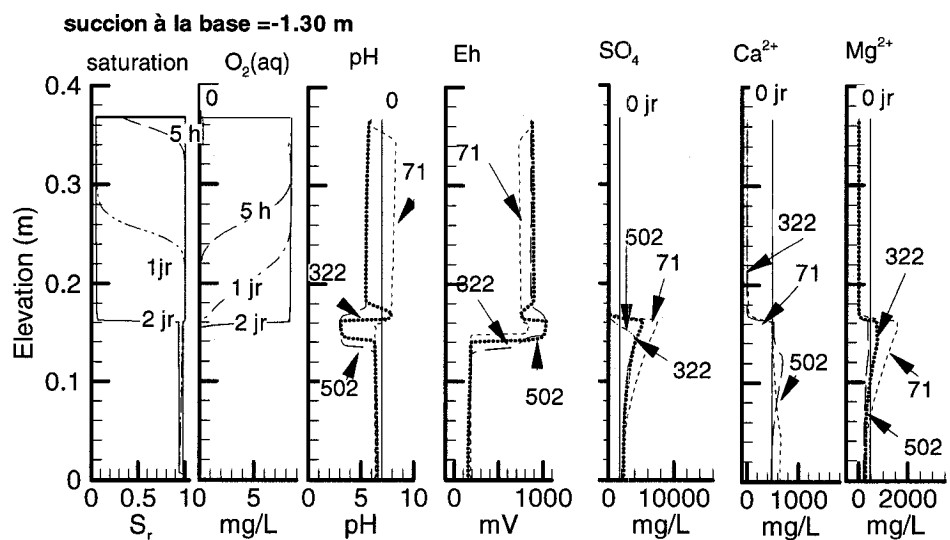 succion à la base =-1.30 m
saturation O₂(aq) pH Eh SO₄ Ca²⁺ Mg²⁺
0.4 0 0 0 jr 0 jr 0 jr
5 h 71 71
0.3
5 h 322
1 jr 322 502 71 71 322
0.2 1 jr
2 jr 2 jr 322
322 502 71
0.1 502 502
502
0
0 0.5 1 0 5 0 5 10 0 1000 0 10000 0 1000 0 2000
Sᵣ mg/L pH mV mg/L mg/L mg/L
Elevation (m)